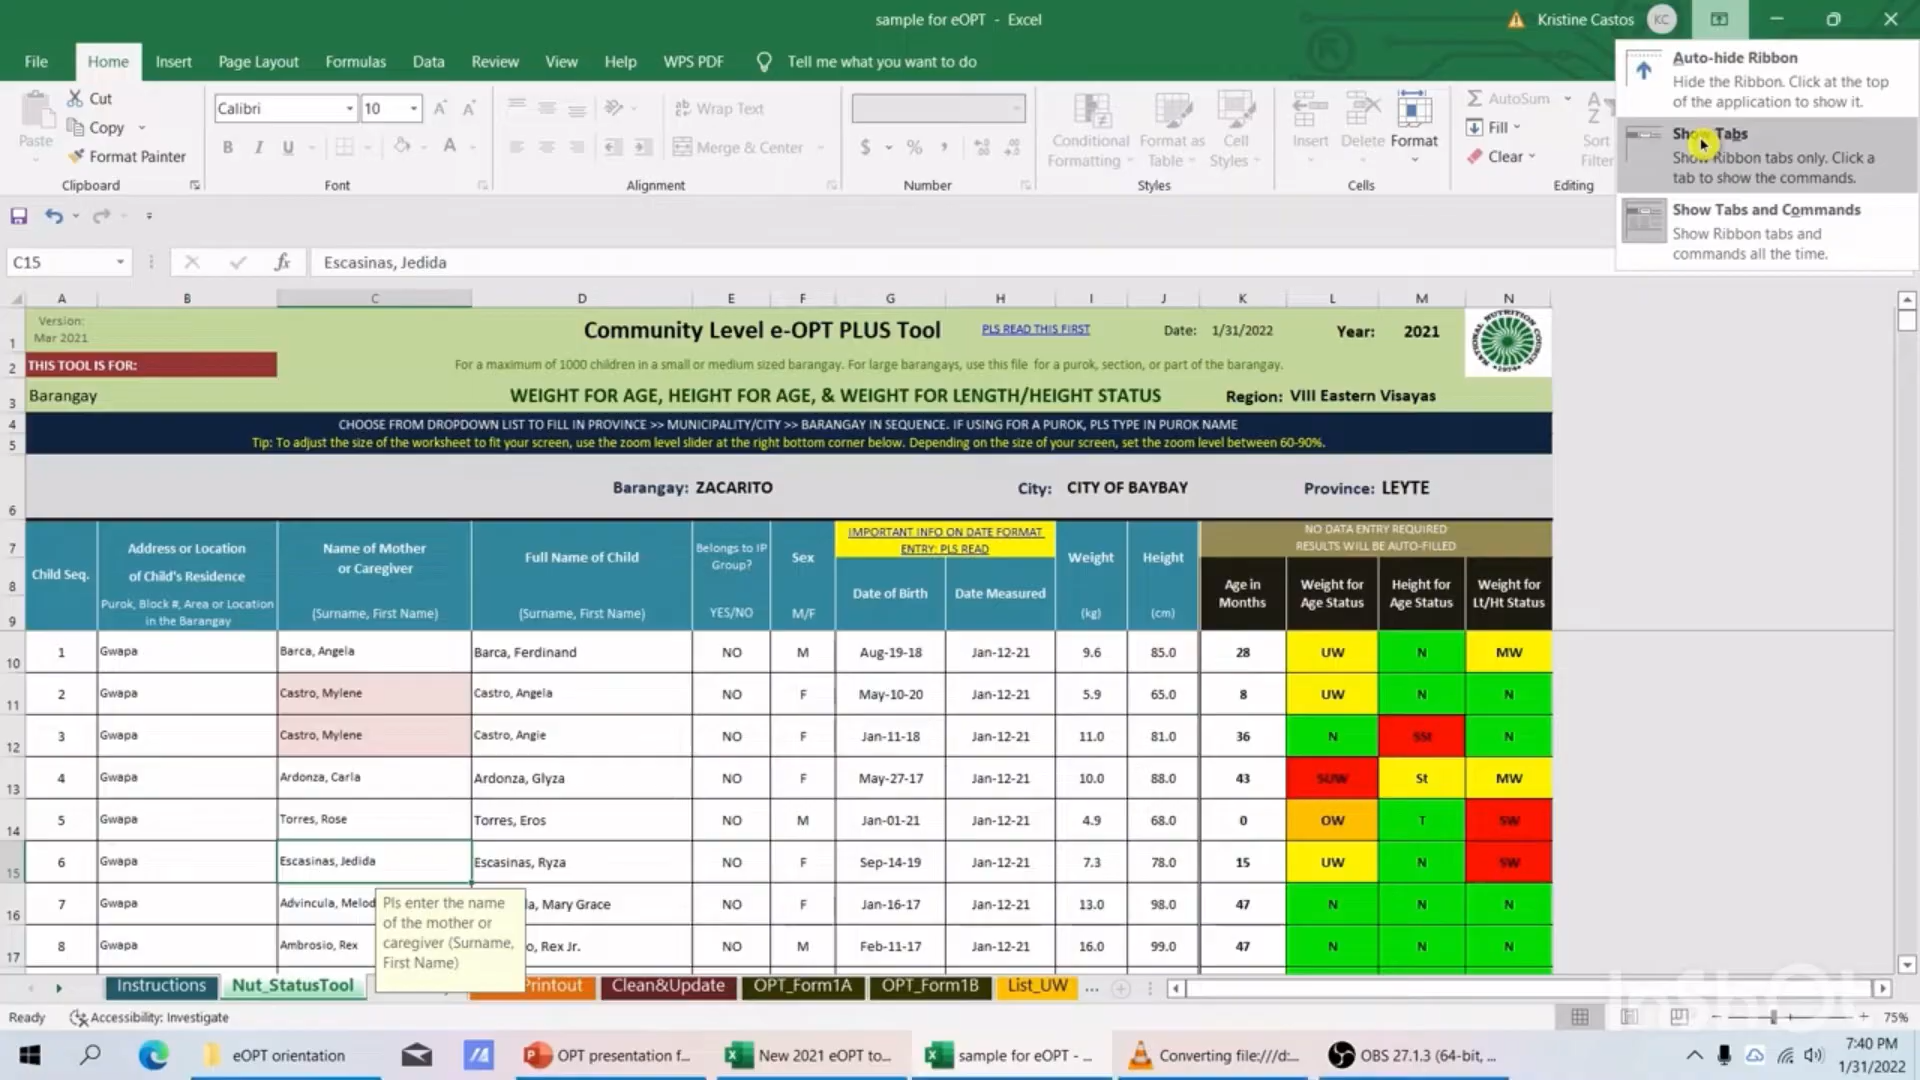 sample for eOPT - Excel
Kristine Castos
KC
File Home Insert Page Layout Formulas Data Review View Help WPS PDF Tell me what you want to do
Auto-hide Ribbon
Hide the Ribbon. Click at the top
of the application to show it.
Show Tabs
Show Ribbon tabs only. Click a
tab to show the commands.
Show Tabs and Commands
Show Ribbon tabs and
commands all the time.
Paste
Cut
Copy
Format Painter
Clipboard
Calibri 10
B I U
Font
Wrap Text
Merge & Center
Alignment
$ % ,
Number
Conditional
Formatting
Format as
Table
Cell
Styles
Styles
Insert Delete Format
Cells
AutoSum
Fill
Clear
Sort
Filter
Editing
C15 fx Escasinas, Jedida
A B C D E F G H I J K L M N
Version:
Mar 2021
Community Level e-OPT PLUS Tool
PLS READ THIS FIRST
Date: 1/31/2022
Year: 2021
THIS TOOL IS FOR:
For a maximum of 1000 children in a small or medium sized barangay. For large barangays, use this file for a purok, section, or part of the barangay.
Barangay
WEIGHT FOR AGE, HEIGHT FOR AGE, & WEIGHT FOR LENGTH/HEIGHT STATUS
Region: VIII Eastern Visayas
CHOOSE FROM DROPDOWN LIST TO FILL IN PROVINCE >> MUNICIPALITY/CITY >> BARANGAY IN SEQUENCE. IF USING FOR A PUROK, PLS TYPE IN PUROK NAME
Tip: To adjust the size of the worksheet to fit your screen, use the zoom level slider at the right bottom corner below. Depending on the size of your screen, set the zoom level between 60-90%.
Barangay: ZACARITO City: CITY OF BAYBAY Province: LEYTE
1
2
3
4
5
6
7
8
9
Child Seq.
Address or Location
of Child's Residence
Purok, Block #, Area or Location
in the Barangay
Name of Mother
or Caregiver
(Surname, First Name)
Full Name of Child
(Surname, First Name)
Belongs to IP
Group?
YES/NO
Sex
M/F
IMPORTANT INFO ON DATE FORMAT
ENTRY: PLS READ
Date of Birth
Date Measured
Weight
(kg)
Height
(cm)
NO DATA ENTRY REQUIRED
RESULTS WILL BE AUTO-FILLED
Age in
Months
Weight for
Age Status
Height for
Age Status
Weight for
Lt/Ht Status
10 1 Gwapa Barca, Angela Barca, Ferdinand NO M Aug-19-18 Jan-12-21 9.6 85.0 28 UW N MW
11 2 Gwapa Castro, Mylene Castro, Angela NO F May-10-20 Jan-12-21 5.9 65.0 8 UW N N
12 3 Gwapa Castro, Mylene Castro, Angie NO F Jan-11-18 Jan-12-21 11.0 81.0 36 N SSt N
13 4 Gwapa Ardonza, Carla Ardonza, Glyza NO F May-27-17 Jan-12-21 10.0 88.0 43 SUW St MW
14 5 Gwapa Torres, Rose Torres, Eros NO M Jan-01-21 Jan-12-21 4.9 68.0 0 OW T SW
15 6 Gwapa Escasinas, Jedida Escasinas, Ryza NO F Sep-14-19 Jan-12-21 7.3 78.0 15 UW N SW
16 7 Gwapa Advincula, Melod la, Mary Grace NO F Jan-16-17 Jan-12-21 13.0 98.0 47 N N N
17 8 Gwapa Ambrosio, Rex o, Rex Jr. NO M Feb-11-17 Jan-12-21 16.0 99.0 47 N N N
Pls enter the name
of the mother or
caregiver (Surname,
First Name)
Instructions Nut_StatusTool Printout Clean&Update OPT_Form1A OPT_Form1B List_UW ...
InShOt
Ready Accessibility: Investigate 75%
eOPT orientation
OPT presentation f...
New 2021 eOPT to...
sample for eOPT - ...
Converting file:///d:...
OBS 27.1.3 (64-bit, ...
7:40 PM
1/31/2022